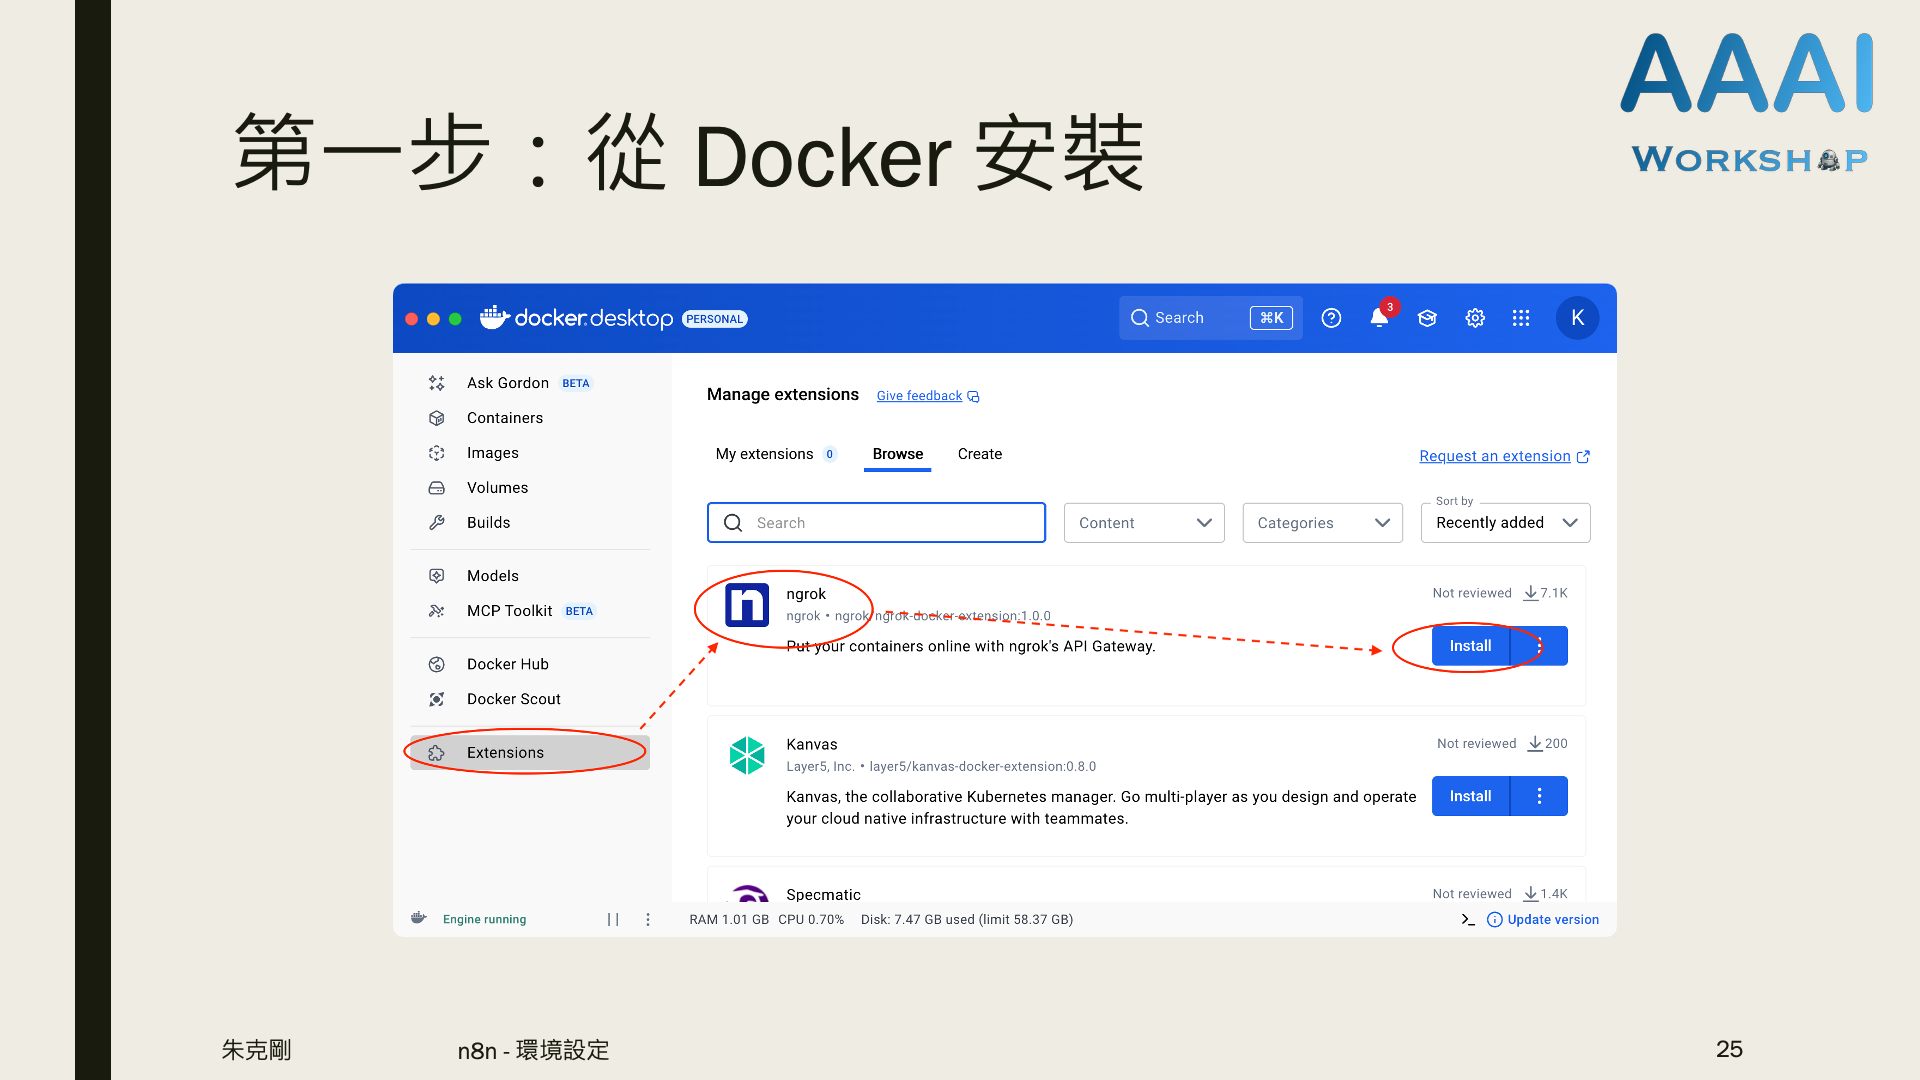 AAAI
WORKSHOP
第一步：從 Docker 安裝
docker desktop PERSONAL
Search ⌘K
3
K
Ask Gordon BETA
Containers
Images
Volumes
Builds
Models
MCP Toolkit BETA
Docker Hub
Docker Scout
Extensions
Manage extensions Give feedback
My extensions 0 Browse Create
Request an extension
Sort by
Search Content Categories Recently added
ngrok
Not reviewed 7.1K
ngrok • ngrok/ngrok-docker-extension:1.0.0
Put your containers online with ngrok's API Gateway.
Install
Kanvas
Not reviewed 200
Layer5, Inc. • layer5/kanvas-docker-extension:0.8.0
Kanvas, the collaborative Kubernetes manager. Go multi-player as you design and operate
your cloud native infrastructure with teammates.
Install
Specmatic
Not reviewed 1.4K
Engine running
RAM 1.01 GB CPU 0.70% Disk: 7.47 GB used (limit 58.37 GB)
Update version
朱克剛
n8n - 環境設定
25